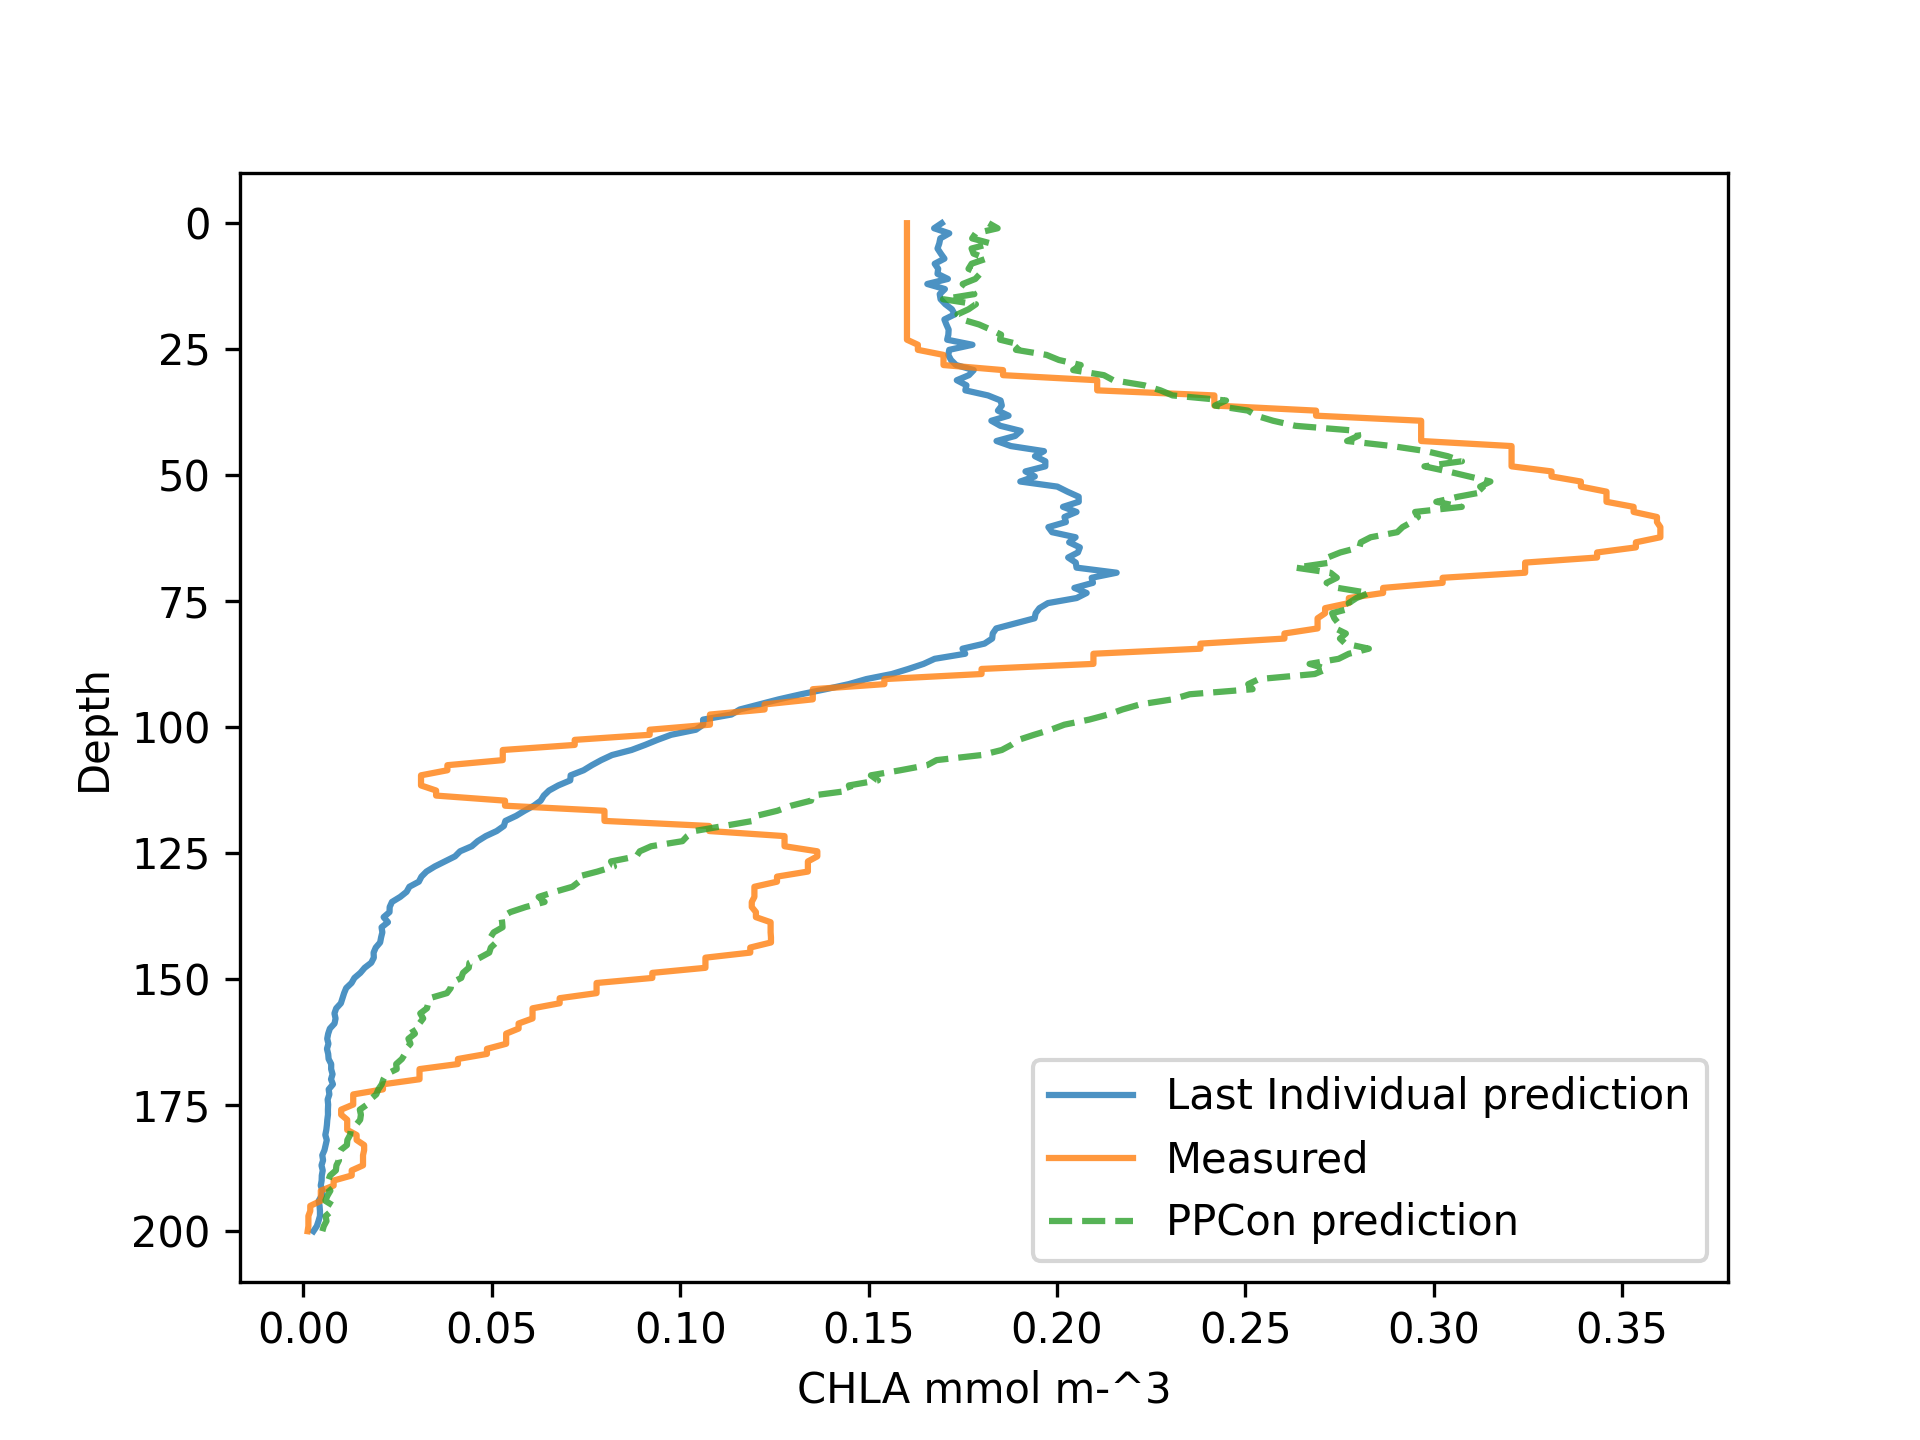 0
25
50
75
100
125
150
175
200
Depth
0.00 0.05 0.10 0.15 0.20 0.25 0.30 0.35
CHLA mmol m-^3
Last Individual prediction
Measured
PPCon prediction